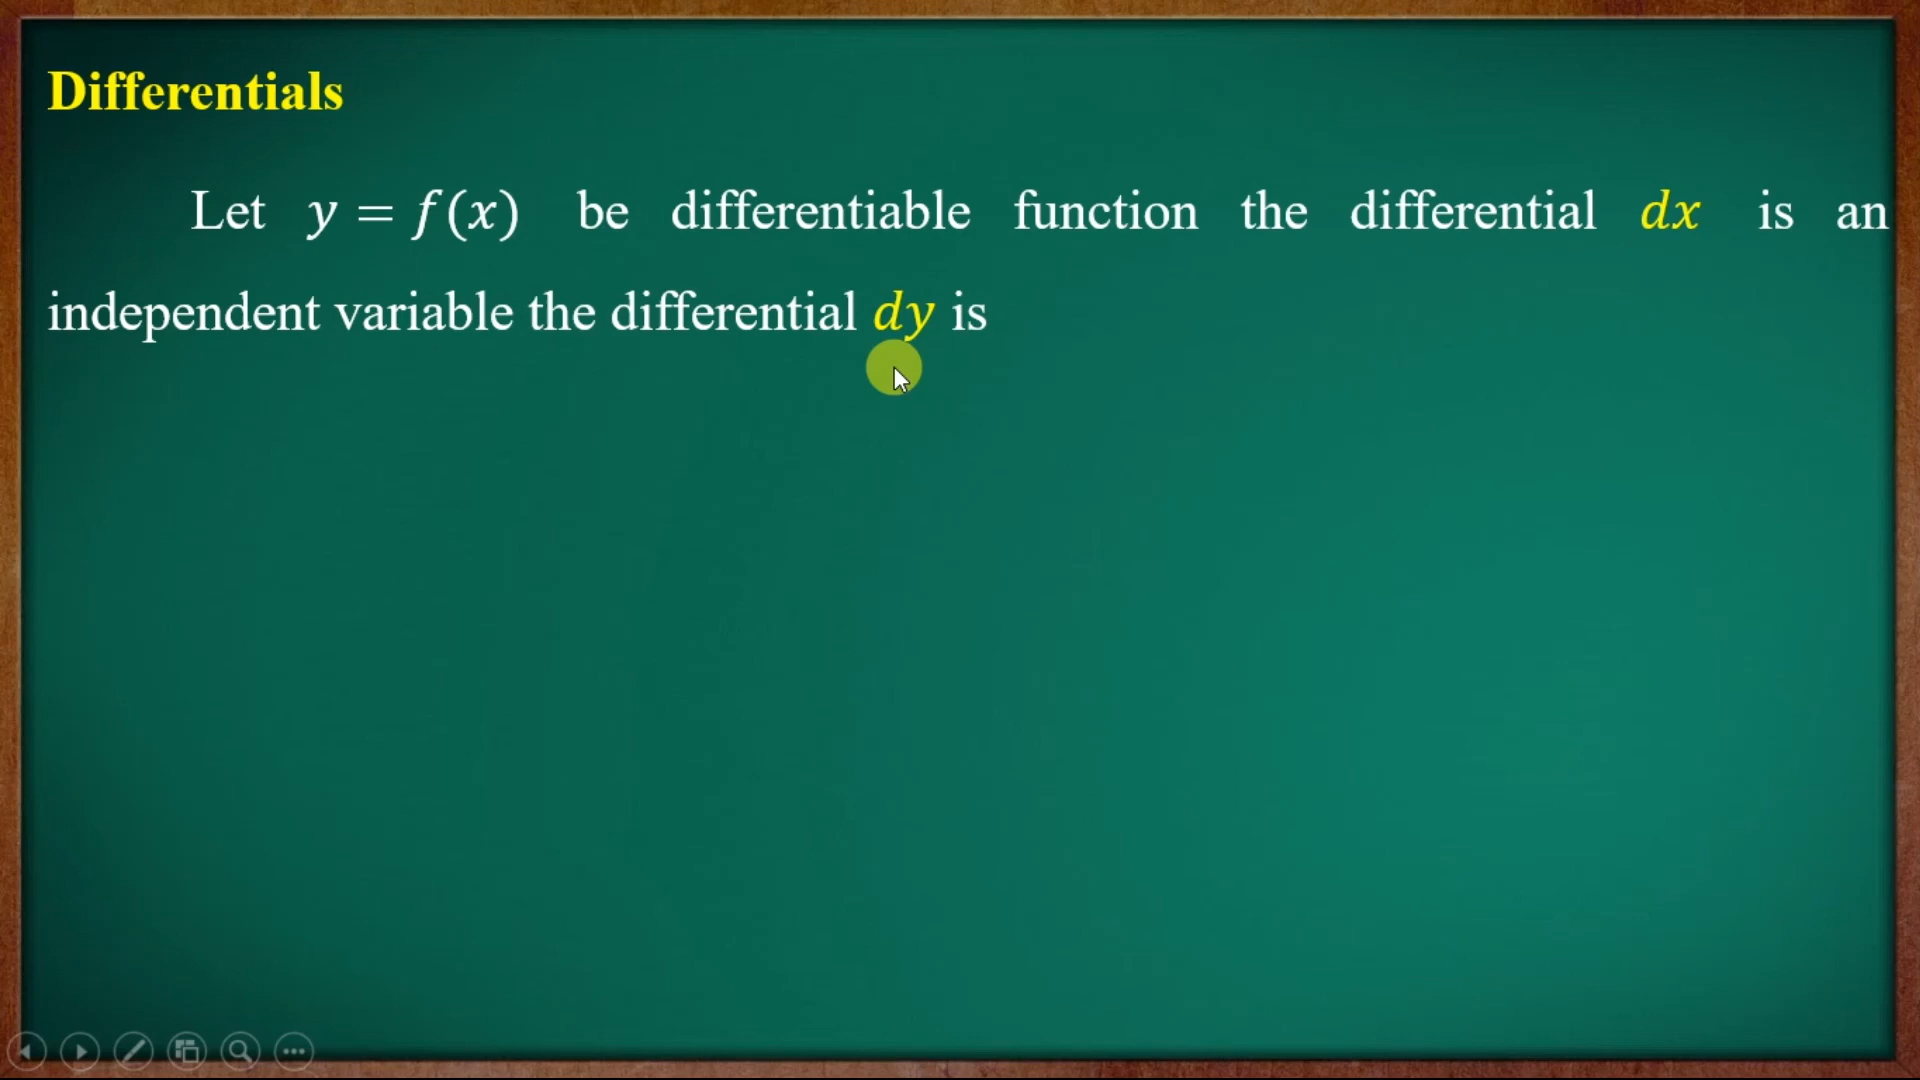 Differentials
Let y = f(x) be differentiable function the differential dx is an
independent variable the differential dy is